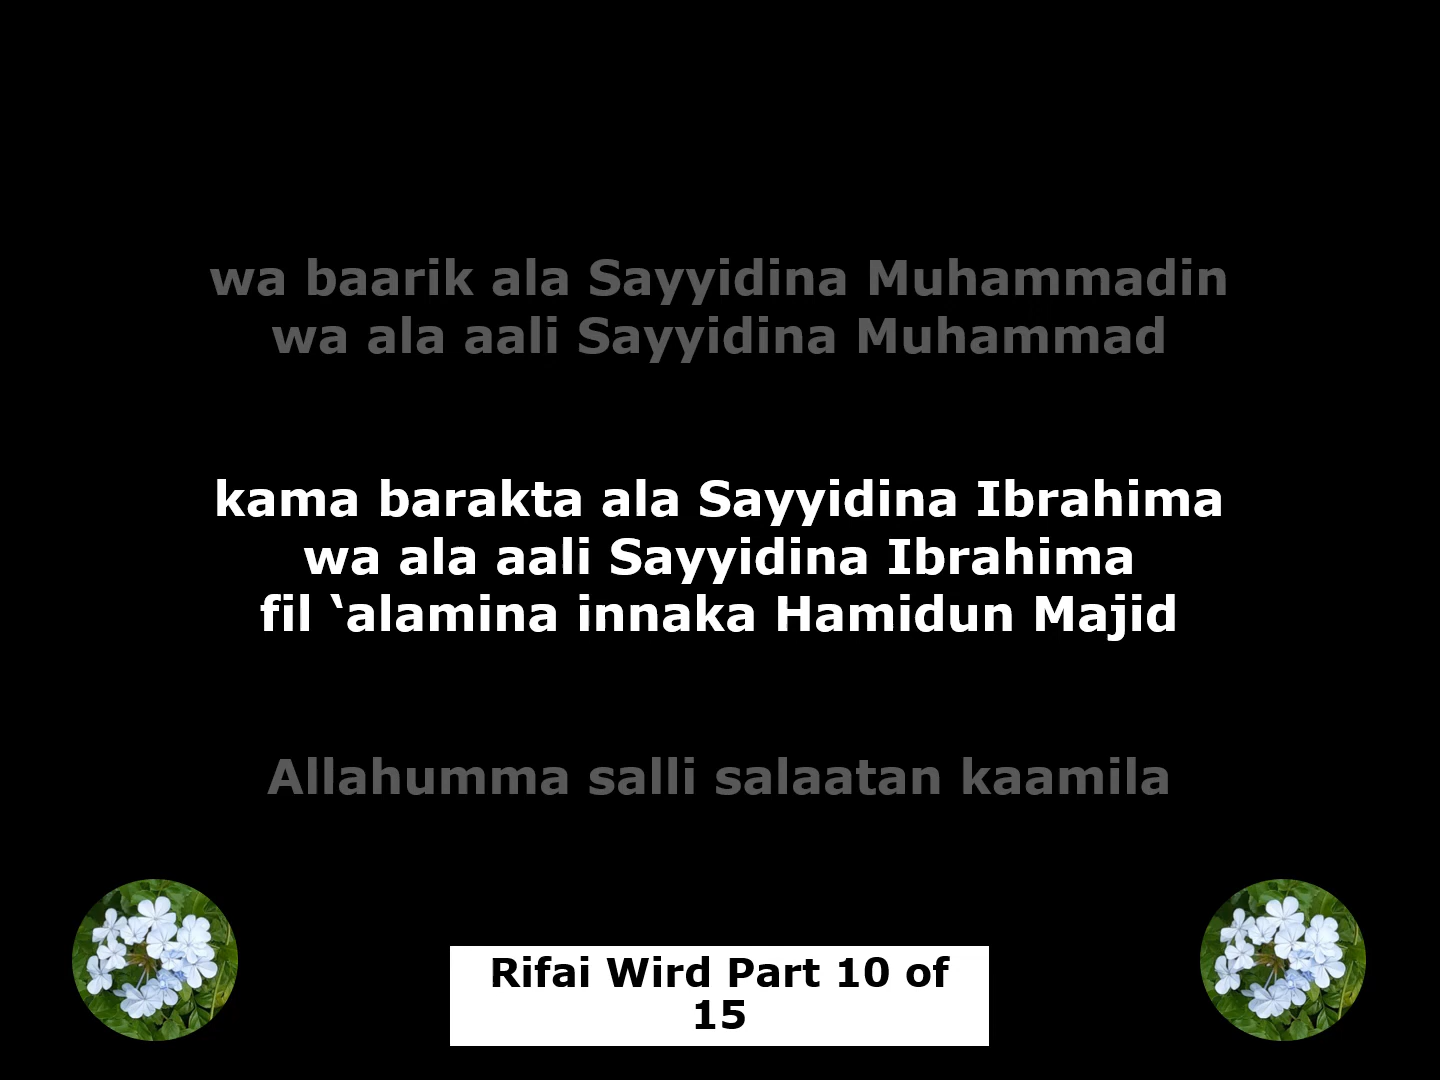 wa baarik ala Sayyidina Muhammadin
wa ala aali Sayyidina Muhammad
kama barakta ala Sayyidina Ibrahima
wa ala aali Sayyidina Ibrahima
fil ‛alamina innaka Hamidun Majid
Allahumma salli salaatan kaamila
Rifai Wird Part 10 of
15